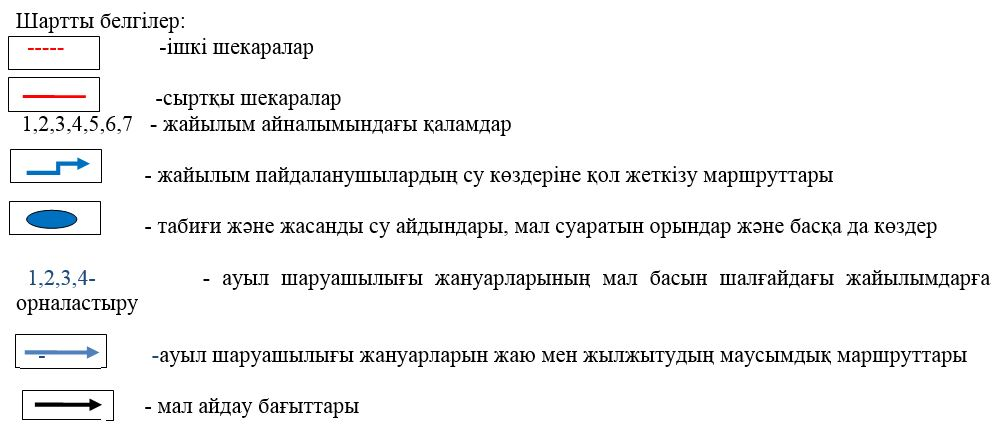 Шартты белгілер:
-ішкі шекаралар
-сыртқы шекаралар
1,2,3,4,5,6,7 - жайылым айналымындағы қаламдар
- жайылым пайдаланушылардың су көздеріне қол жеткізу маршруттары
- табиғи және жасанды су айдындары, мал суаратын орындар және басқа да көздер
1,2,3,4- - ауыл шаруашылығы жануарларының мал басын шалғайдағы жайылымдарға
орналастыру
-ауыл шаруашылығы жануарларын жаю мен жылжытудың маусымдық маршруттары
- мал айдау бағыттары